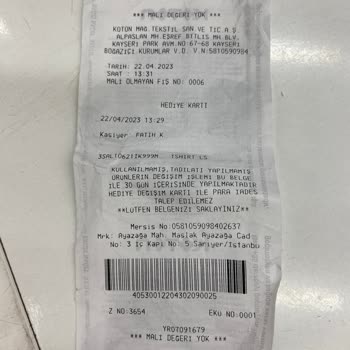 *** MALİ DEĞERİ YOK ***
KOTON MAĞ.TEKSTİL SAN VE TİC A Ş
ALPASLAN MH.EŞREF BİTLİS MH BLV.
KAYSERİ PARK AVM.NO:67-68 KAYSERİ
BOĞAZİÇİ KURUMLAR V.D. %5810590984
TARİH: 22.04.2023
SAAT : 13:31
MALİ OLMAYAN FİŞ NO: 0006
HEDİYE KARTI
22/04/2023 13:29
Kasiyer FATİH K
3SALT0621IK999M TSHIRT LS
KULLANILMAMIŞ,TADİLATI YAPILMAMIŞ
ÜRÜNLERİN DEĞİŞİM İŞLEMİ BU BELGE
İLE 30 GÜN İÇERİSİNDE YAPILMAKTADIR
HEDİYE DEĞİŞİM KARTI İLE PARA İADESİ
TALEP EDİLEMEZ
**LÜTFEN BELGENİZİ SAKLAYINIZ**
Mersis No:0581059098402637
Mrk: Ayazağa Mah. Maslak Ayazağa Cad
No: 3 İç Kapı No: 5 Sarıyer/İstanbu
40530012204302090025
Z NO:3654 EKÜ NO:0001
YR0T091679
*** MALİ DEĞERİ YOK ***